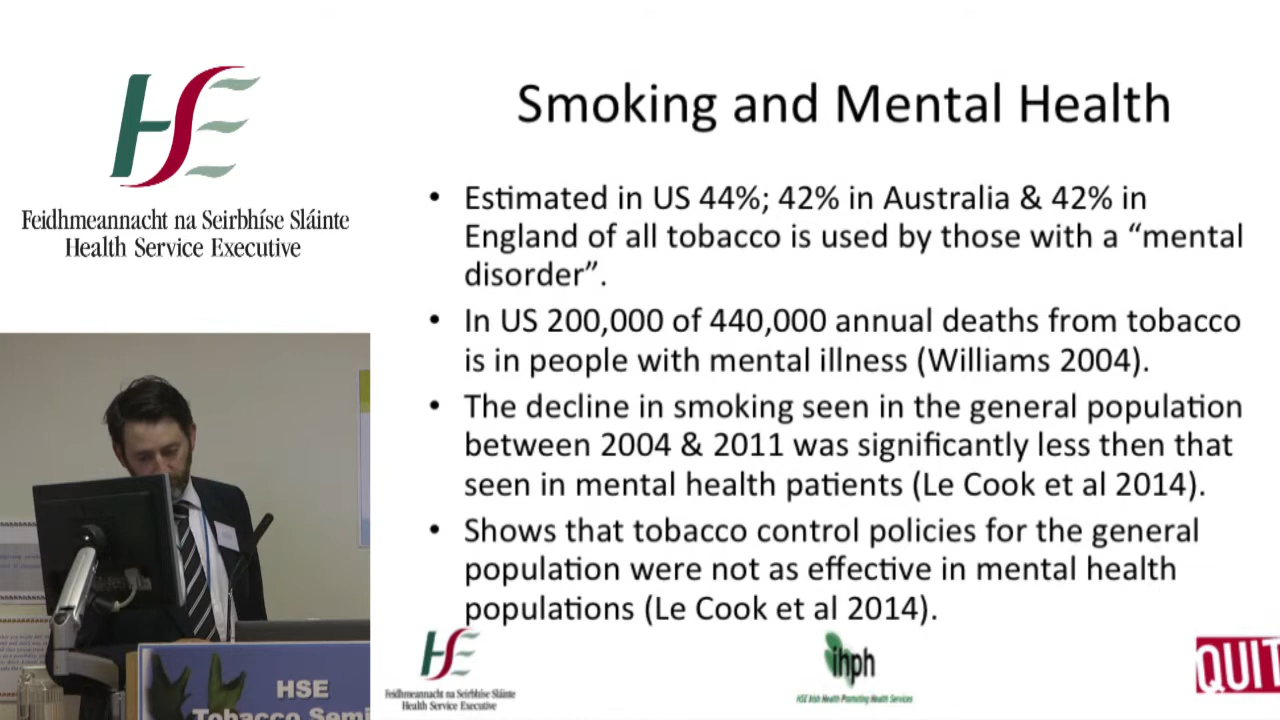 HSE
Feidhmeannacht na Seirbhíse Sláinte
Health Service Executive
Smoking and Mental Health
• Estimated in US 44%; 42% in Australia & 42% in
England of all tobacco is used by those with a “mental
disorder”.
• In US 200,000 of 440,000 annual deaths from tobacco
is in people with mental illness (Williams 2004).
• The decline in smoking seen in the general population
between 2004 & 2011 was significantly less then that
seen in mental health patients (Le Cook et al 2014).
• Shows that tobacco control policies for the general
population were not as effective in mental health
populations (Le Cook et al 2014).
HSE
Feidhmeannacht na Seirbhíse Sláinte
Health Service Executive
ihph
HSE Irish Health Promoting Health Services
QUIT
HSE
Tobacco Semi